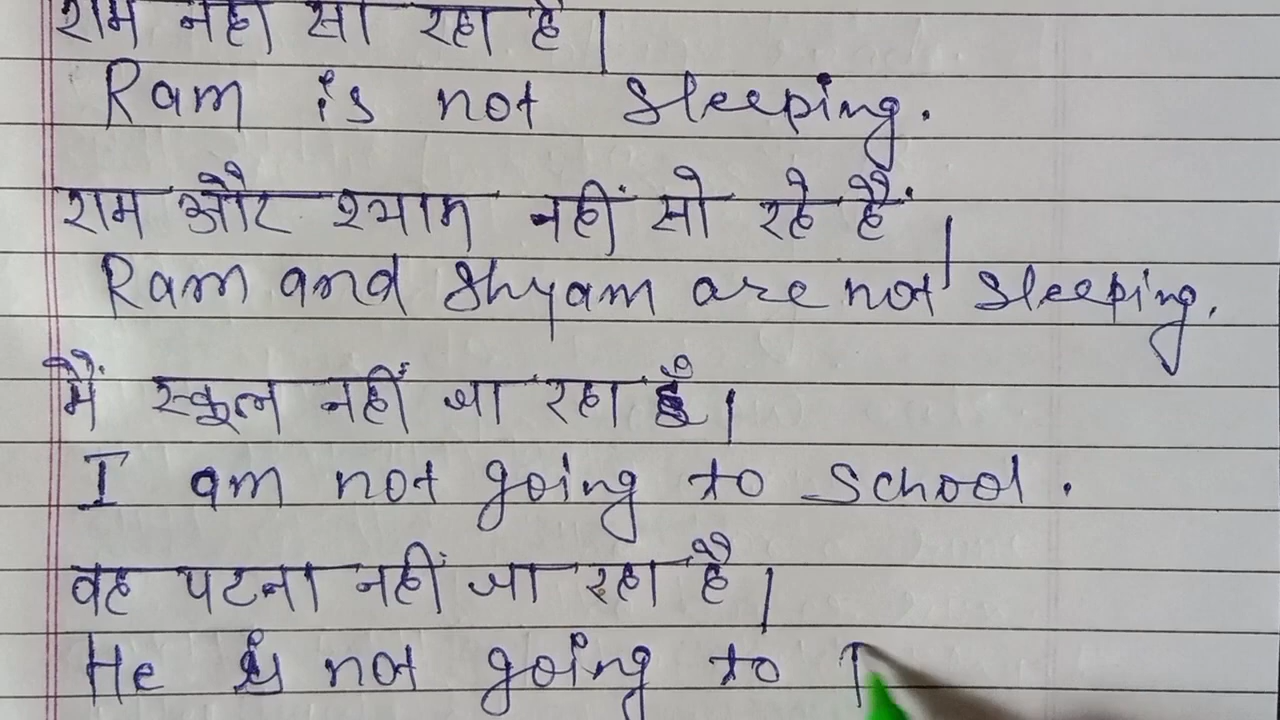 राम नहीं सो रहा है।
Ram is not sleeping.
राम और श्याम नहीं सो रहे हैं।
Ram and Shyam are not sleeping.
मैं स्कूल नहीं जा रहा हूँ।
I am not going to School.
वह पटना नहीं जा रहा है।
He is not going to